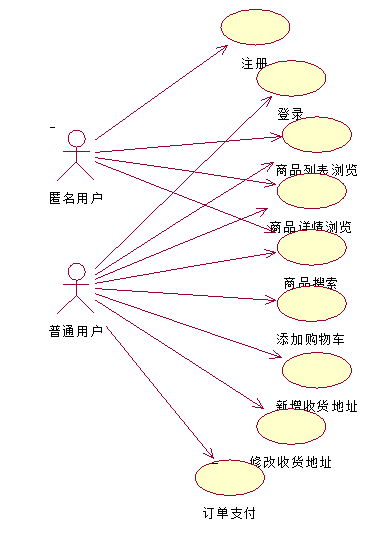 注册
登录
商品列表浏览
匿名用户
商品详情浏览
商品搜索
普通用户
添加购物车
新增收货地址
修改收货地址
订单支付